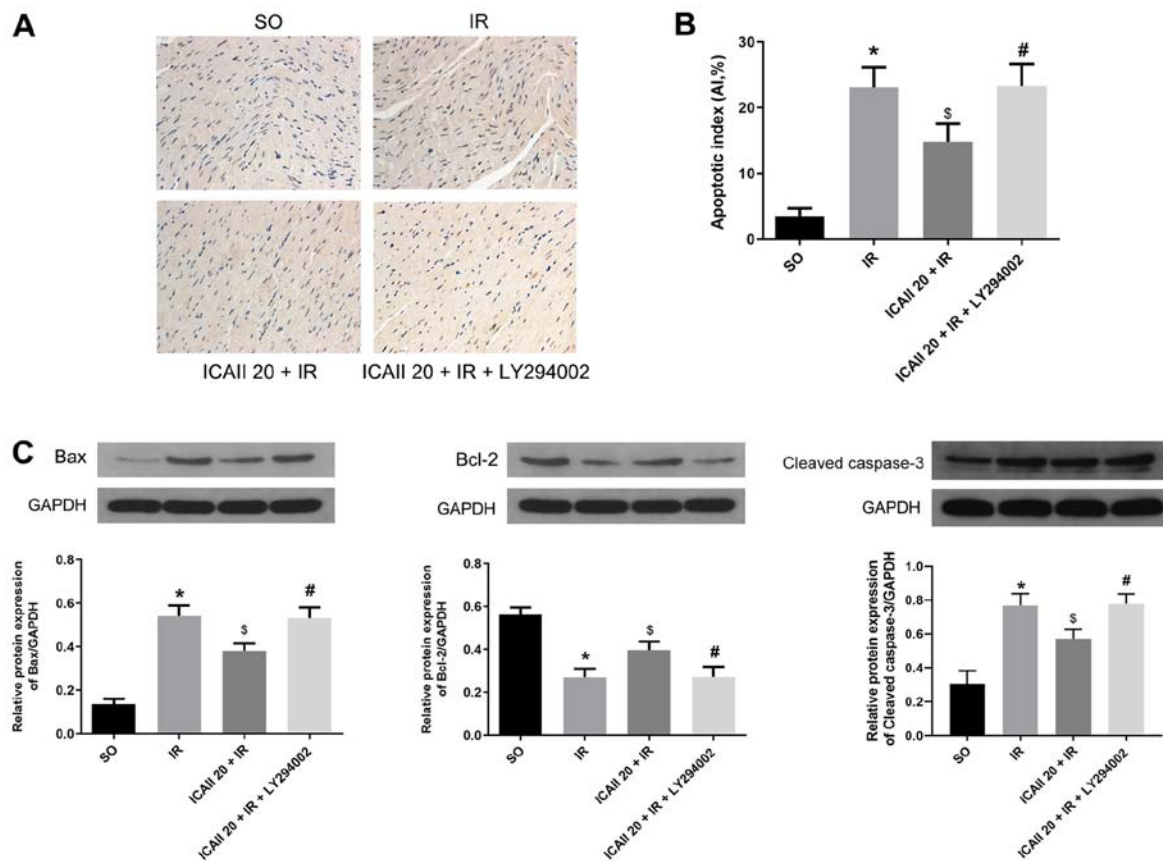 A
SO
IR
ICAII 20 + IR
ICAII 20 + IR + LY294002
B
Apoptotic index (AI,%)
30
20
10
0
*
$
#
SO
IR
ICAII 20 + IR
ICAII 20 + IR + LY294002
C
Bax
GAPDH
Relative protein expression
of Bax/GAPDH
0.8
0.6
0.4
0.2
0.0
*
$
#
SO
IR
ICAII 20 + IR
ICAII 20 + IR + LY294002
Bcl-2
GAPDH
Relative protein expression
of Bcl-2/GAPDH
0.8
0.6
0.4
0.2
0.0
*
$
#
SO
IR
ICAII 20 + IR
ICAII 20 + IR + LY294002
Cleaved caspase-3
GAPDH
Relative protein expression
of Cleaved caspase-3/GAPDH
1.0
0.8
0.6
0.4
0.2
0.0
*
$
#
SO
IR
ICAII 20 + IR
ICAII 20 + IR + LY294002